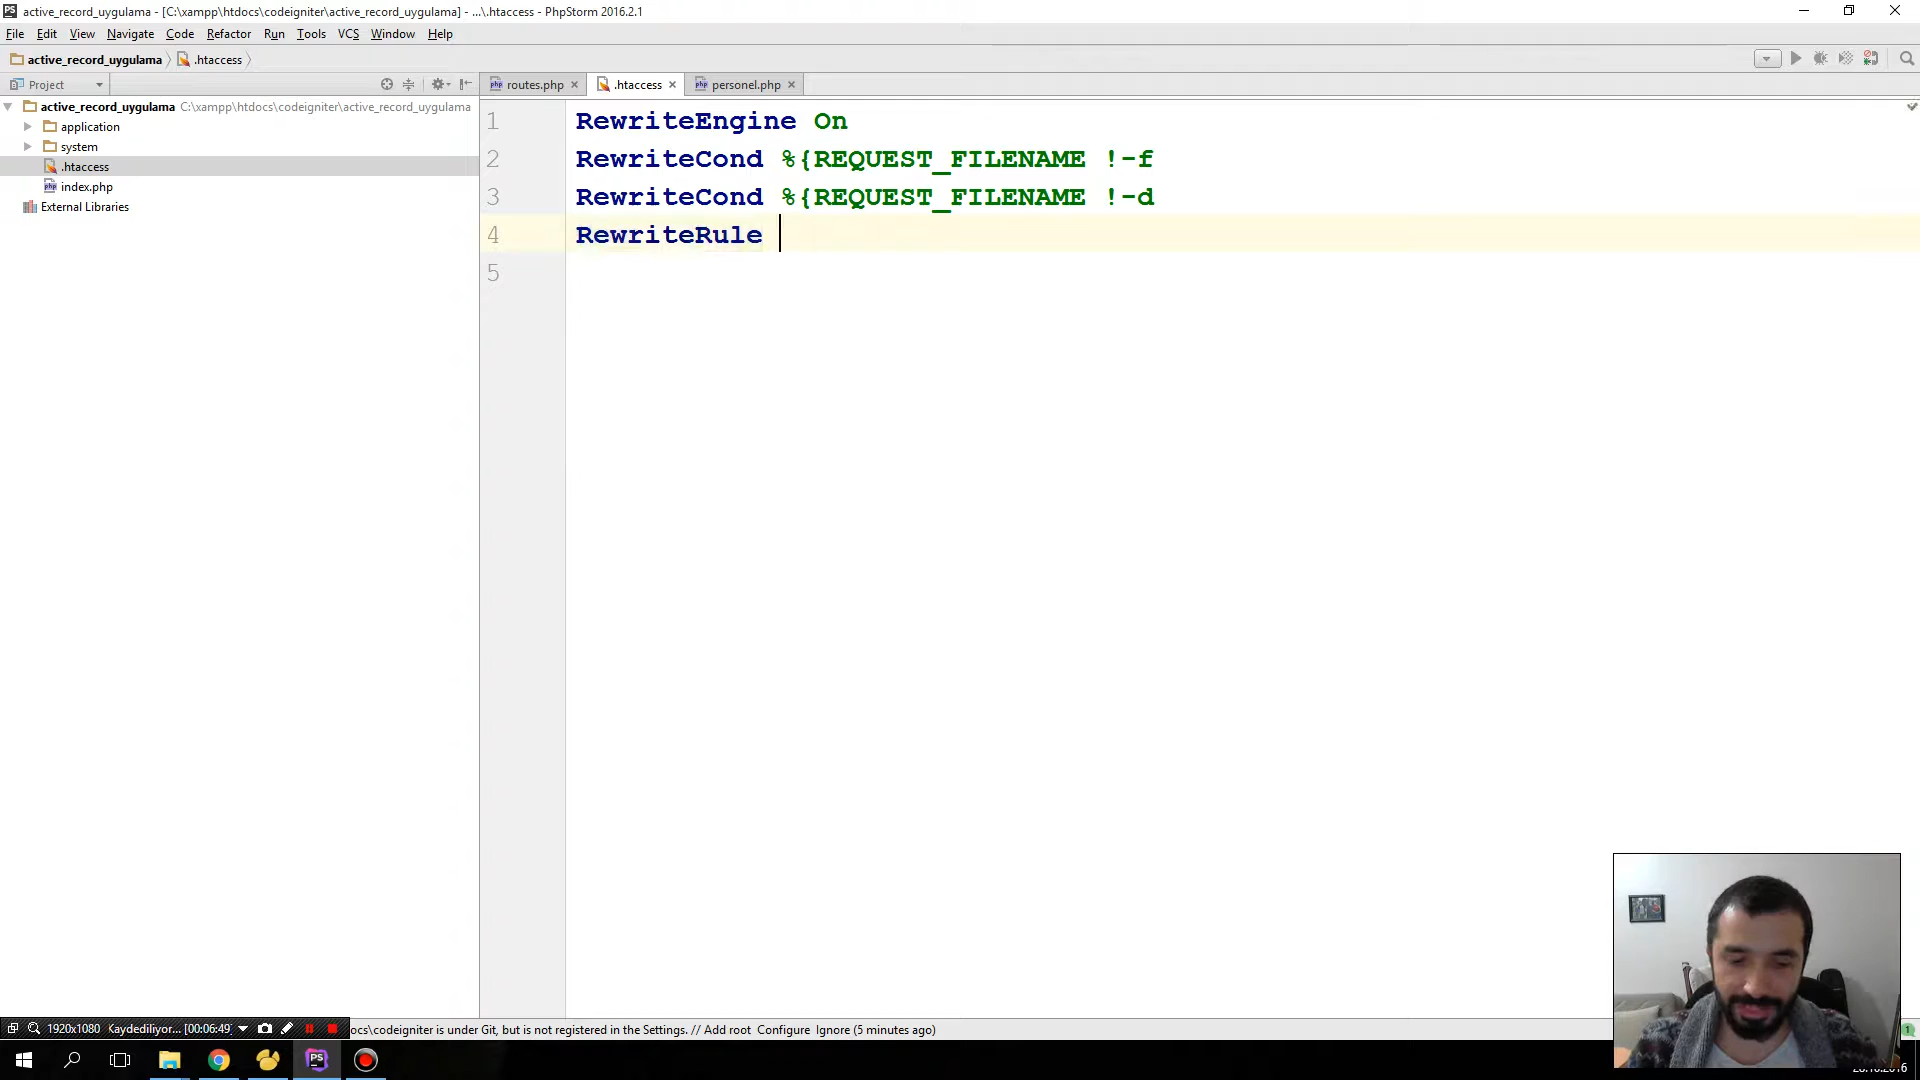 active_record_uygulama - [C:\xampp\htdocs\codeigniter\active_record_uygulama] - ...\.htaccess - PhpStorm 2016.2.1
File Edit View Navigate Code Refactor Run Tools VCS Window Help
active_record_uygulama .htaccess
Project
routes.php .htaccess personel.php
active_record_uygulama C:\xampp\htdocs\codeigniter\active_record_uygulama
application
system
.htaccess
index.php
External Libraries
1 RewriteEngine On
2 RewriteCond %{REQUEST_FILENAME !-f
3 RewriteCond %{REQUEST_FILENAME !-d
4 RewriteRule
5
1920x1080 Kaydediliyor... [00:06:49]
ocs\codeigniter is under Git, but is not registered in the Settings. // Add root Configure Ignore (5 minutes ago)